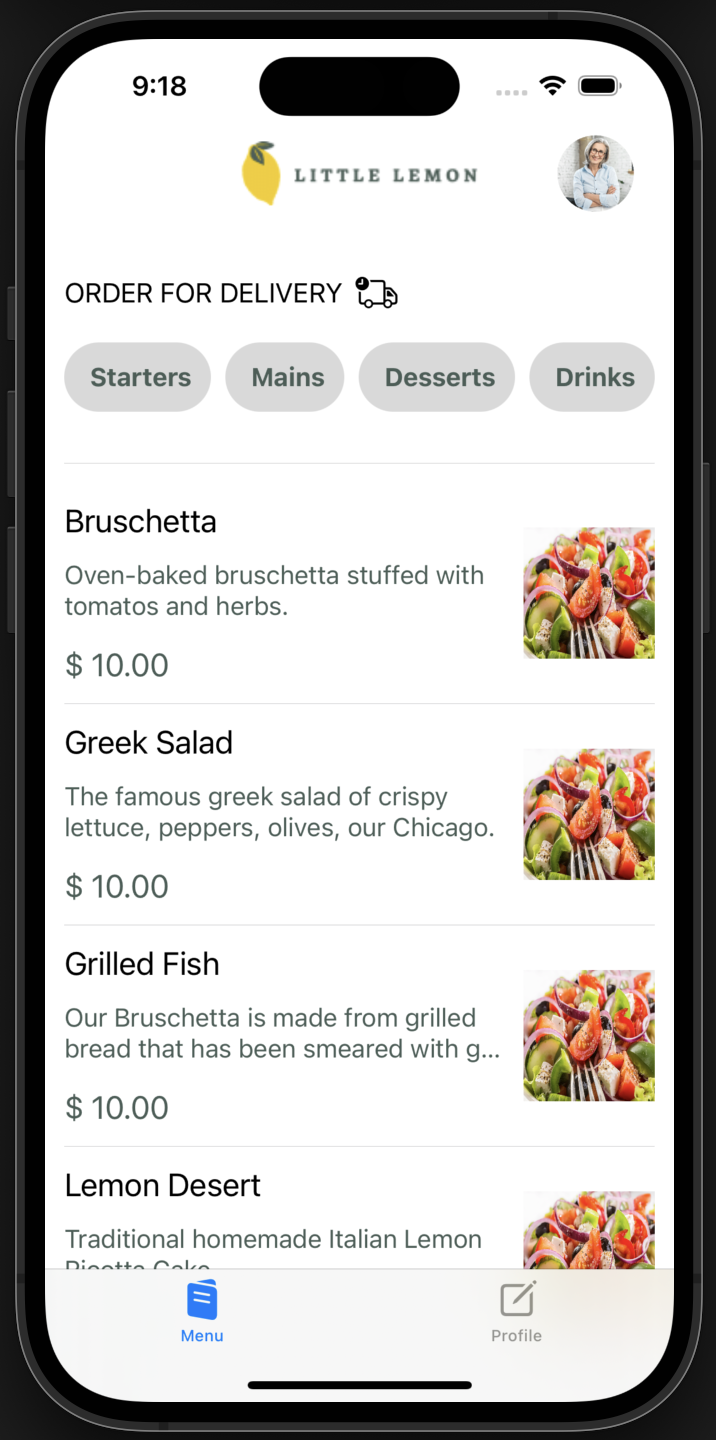 9:18
LITTLE LEMON
ORDER FOR DELIVERY
Starters
Mains
Desserts
Drinks
Bruschetta
Oven-baked bruschetta stuffed with
tomatos and herbs.
$ 10.00
Greek Salad
The famous greek salad of crispy
lettuce, peppers, olives, our Chicago.
$ 10.00
Grilled Fish
Our Bruschetta is made from grilled
bread that has been smeared with g...
$ 10.00
Lemon Desert
Traditional homemade Italian Lemon
Ricotta Cake
Menu
Profile